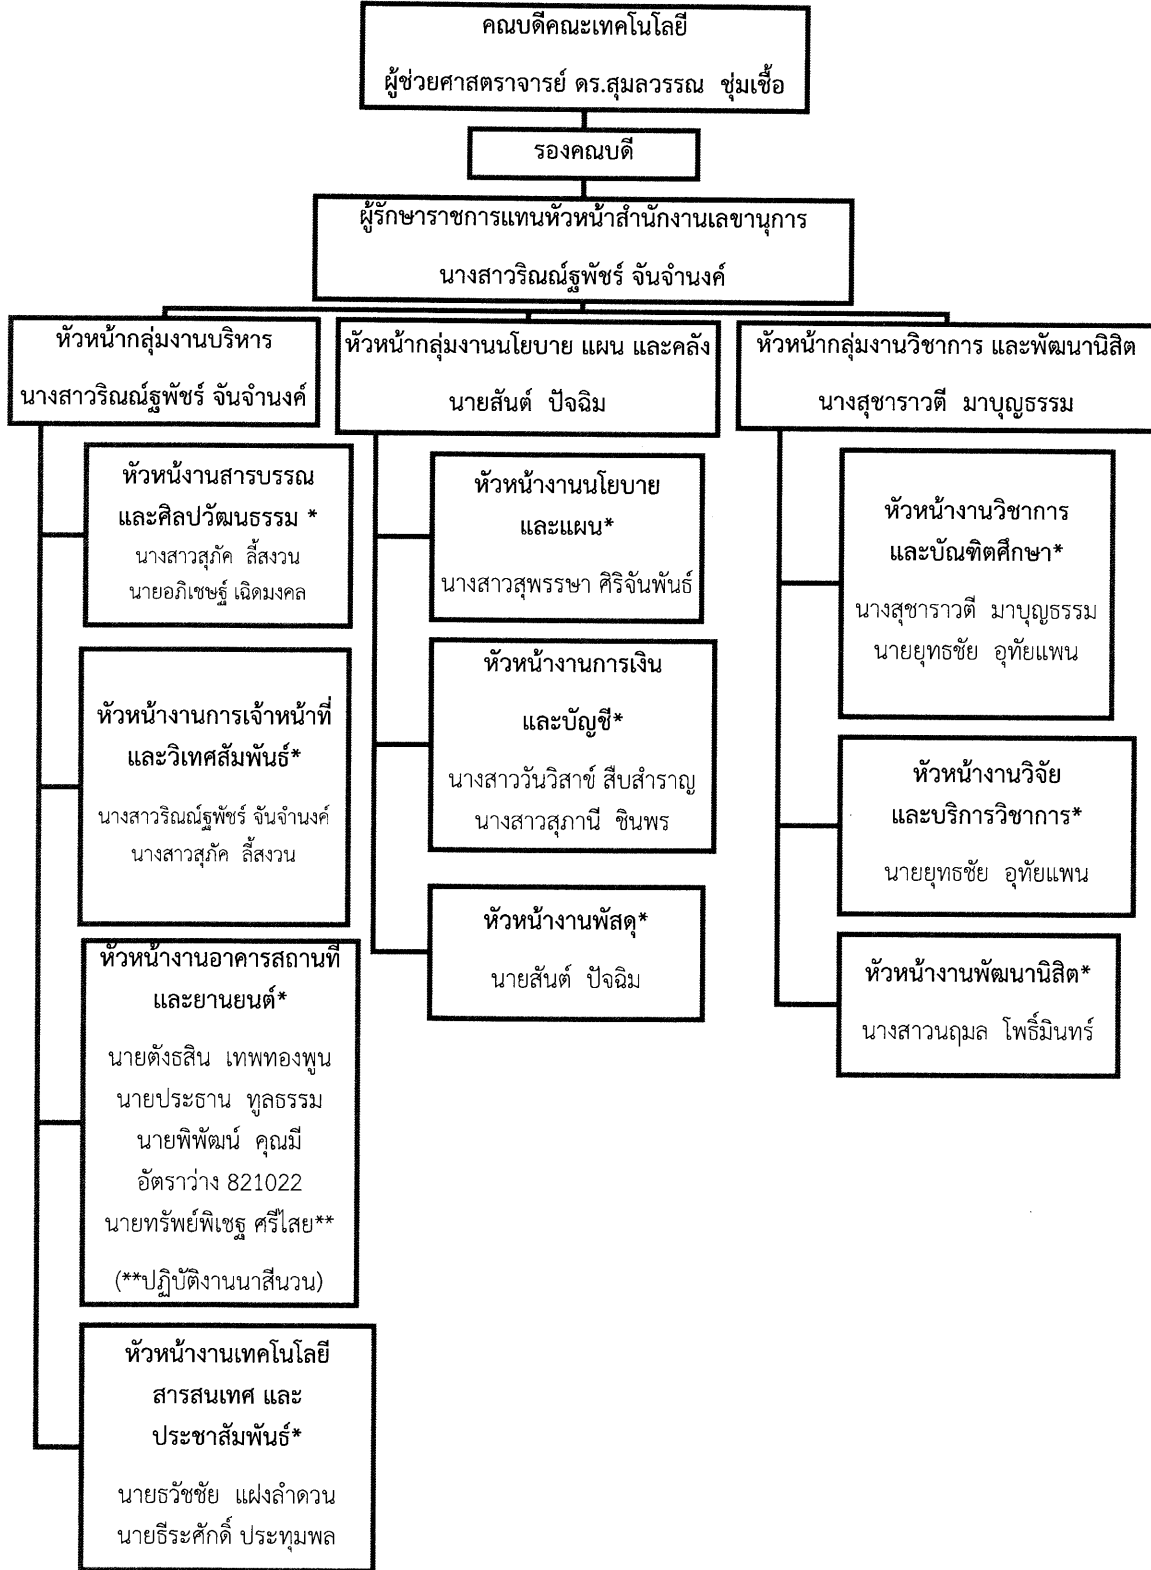 คณบดีคณะเทคโนโลยี
ผู้ช่วยศาสตราจารย์ ดร.สุมลวรรณ ชุ่มเชื้อ
รองคณบดี
ผู้รักษาราชการแทนหัวหน้าสำนักงานเลขานุการ
นางสาวริณณ์ฐพัชร์ จันจำนงค์
หัวหน้ากลุ่มงานบริหาร
นางสาวริณณ์ฐพัชร์ จันจำนงค์
หัวหน้างานสารบรรณ
และศิลปวัฒนธรรม *
นางสาวสุภัค ลี้สงวน
นายอภิเชษฐ์ เฉิดมงคล
หัวหน้างานการเจ้าหน้าที่
และวิเทศสัมพันธ์*
นางสาวริณณ์ฐพัชร์ จันจำนงค์
นางสาวสุภัค ลี้สงวน
หัวหน้างานอาคารสถานที่
และยานยนต์*
นายตังธสิน เทพทองพูน
นายประธาน ทูลธรรม
นายพิพัฒน์ คุณมี
อัตราว่าง 821022
นายทรัพย์พิเชฐ ศรีไสย**
(**ปฏิบัติงานนาสีนวน)
หัวหน้างานเทคโนโลยี
สารสนเทศ และ
ประชาสัมพันธ์*
นายธวัชชัย แฝงลำดวน
นายธีระศักดิ์ ประทุมพล
หัวหน้ากลุ่มงานนโยบาย แผน และคลัง
นายสันต์ ปัจฉิม
หัวหน้างานนโยบาย
และแผน*
นางสาวสุพรรษา ศิริจันพันธ์
หัวหน้างานการเงิน
และบัญชี*
นางสาววันวิสาข์ สืบสำราญ
นางสาวสุภานี ชินพร
หัวหน้างานพัสดุ*
นายสันต์ ปัจฉิม
หัวหน้ากลุ่มงานวิชาการ และพัฒนานิสิต
นางสุชาราวตี มาบุญธรรม
หัวหน้างานวิชาการ
และบัณฑิตศึกษา*
นางสุชาราวตี มาบุญธรรม
นายยุทธชัย อุทัยแพน
หัวหน้างานวิจัย
และบริการวิชาการ*
นายยุทธชัย อุทัยแพน
หัวหน้างานพัฒนานิสิต*
นางสาวนฤมล โพธิ์มินทร์